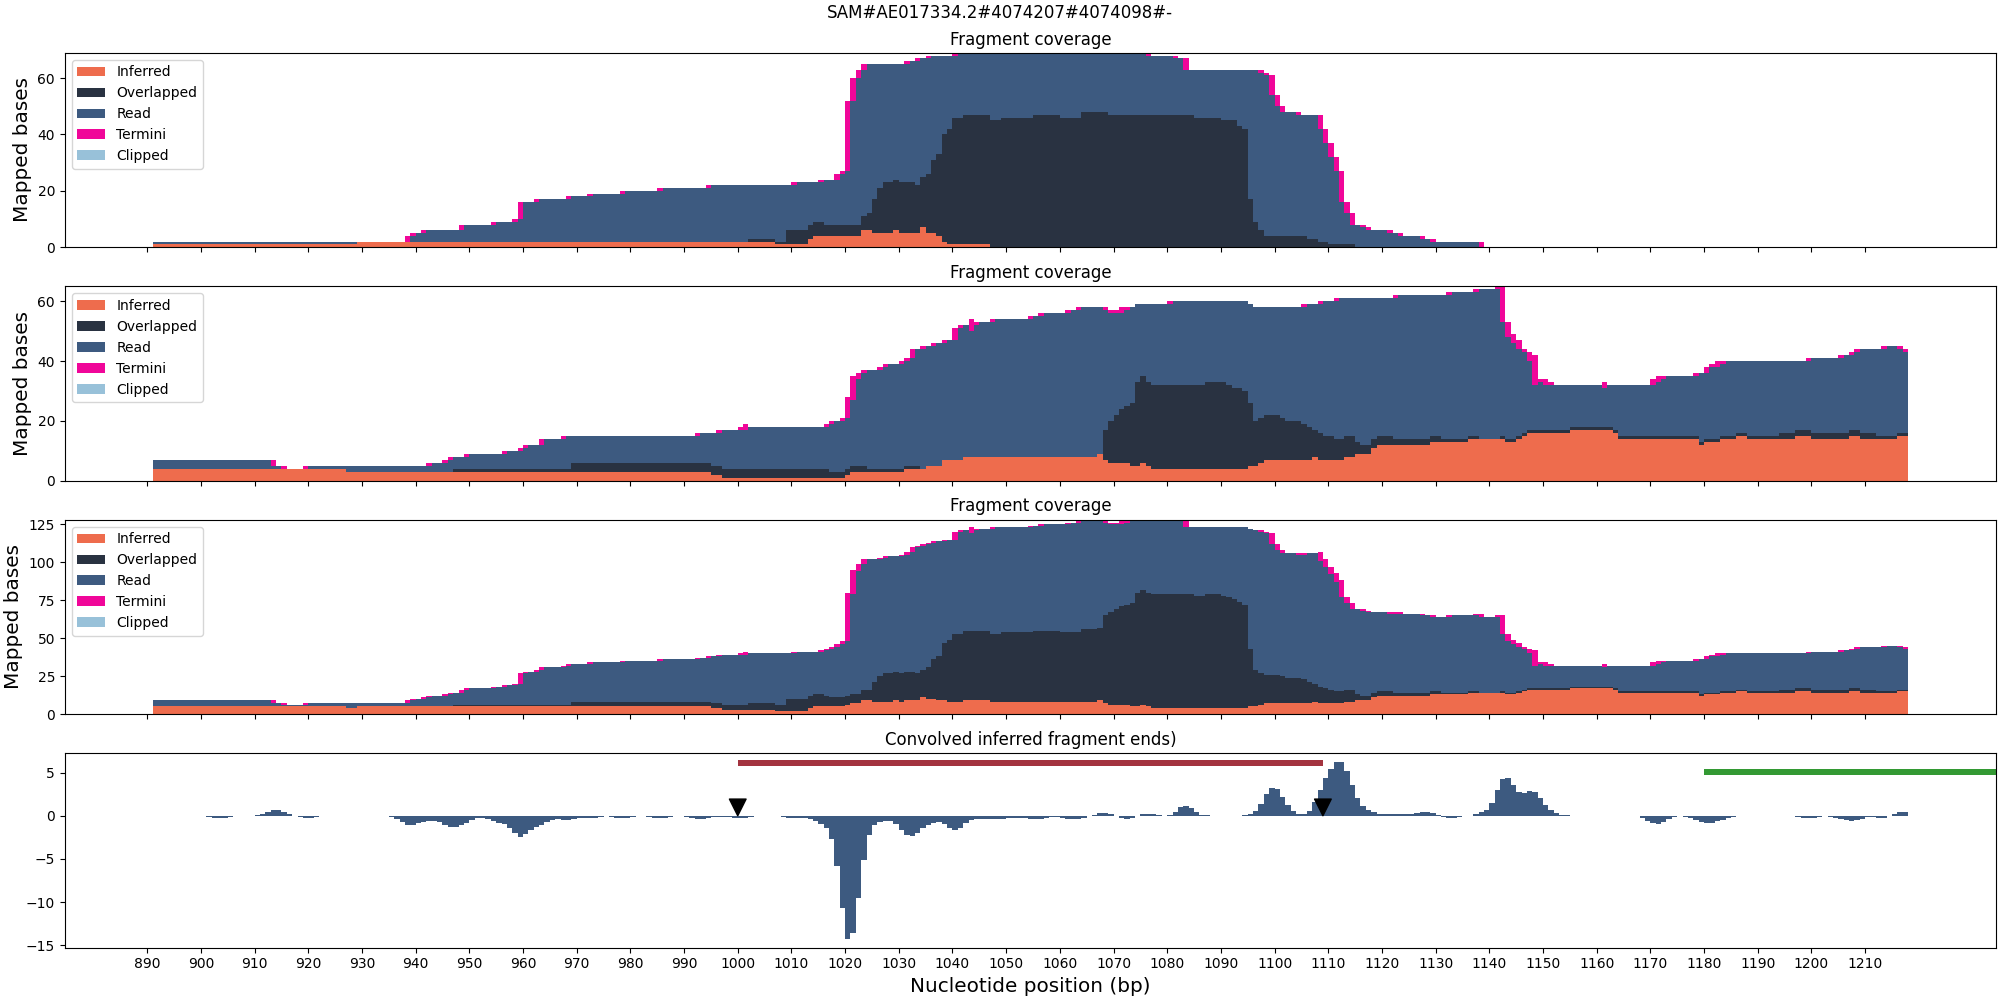 SAM#AE017334.2#4074207#4074098#-
Fragment coverage
Mapped bases
60
40
20
0
Inferred
Overlapped
Read
Termini
Clipped
Fragment coverage
Mapped bases
60
40
20
0
Inferred
Overlapped
Read
Termini
Clipped
Fragment coverage
Mapped bases
125
100
75
50
25
0
Inferred
Overlapped
Read
Termini
Clipped
Convolved inferred fragment ends)
5
0
−5
−10
−15
890 900 910 920 930 940 950 960 970 980 990 1000 1010 1020 1030 1040 1050 1060 1070 1080 1090 1100 1110 1120 1130 1140 1150 1160 1170 1180 1190 1200 1210
Nucleotide position (bp)